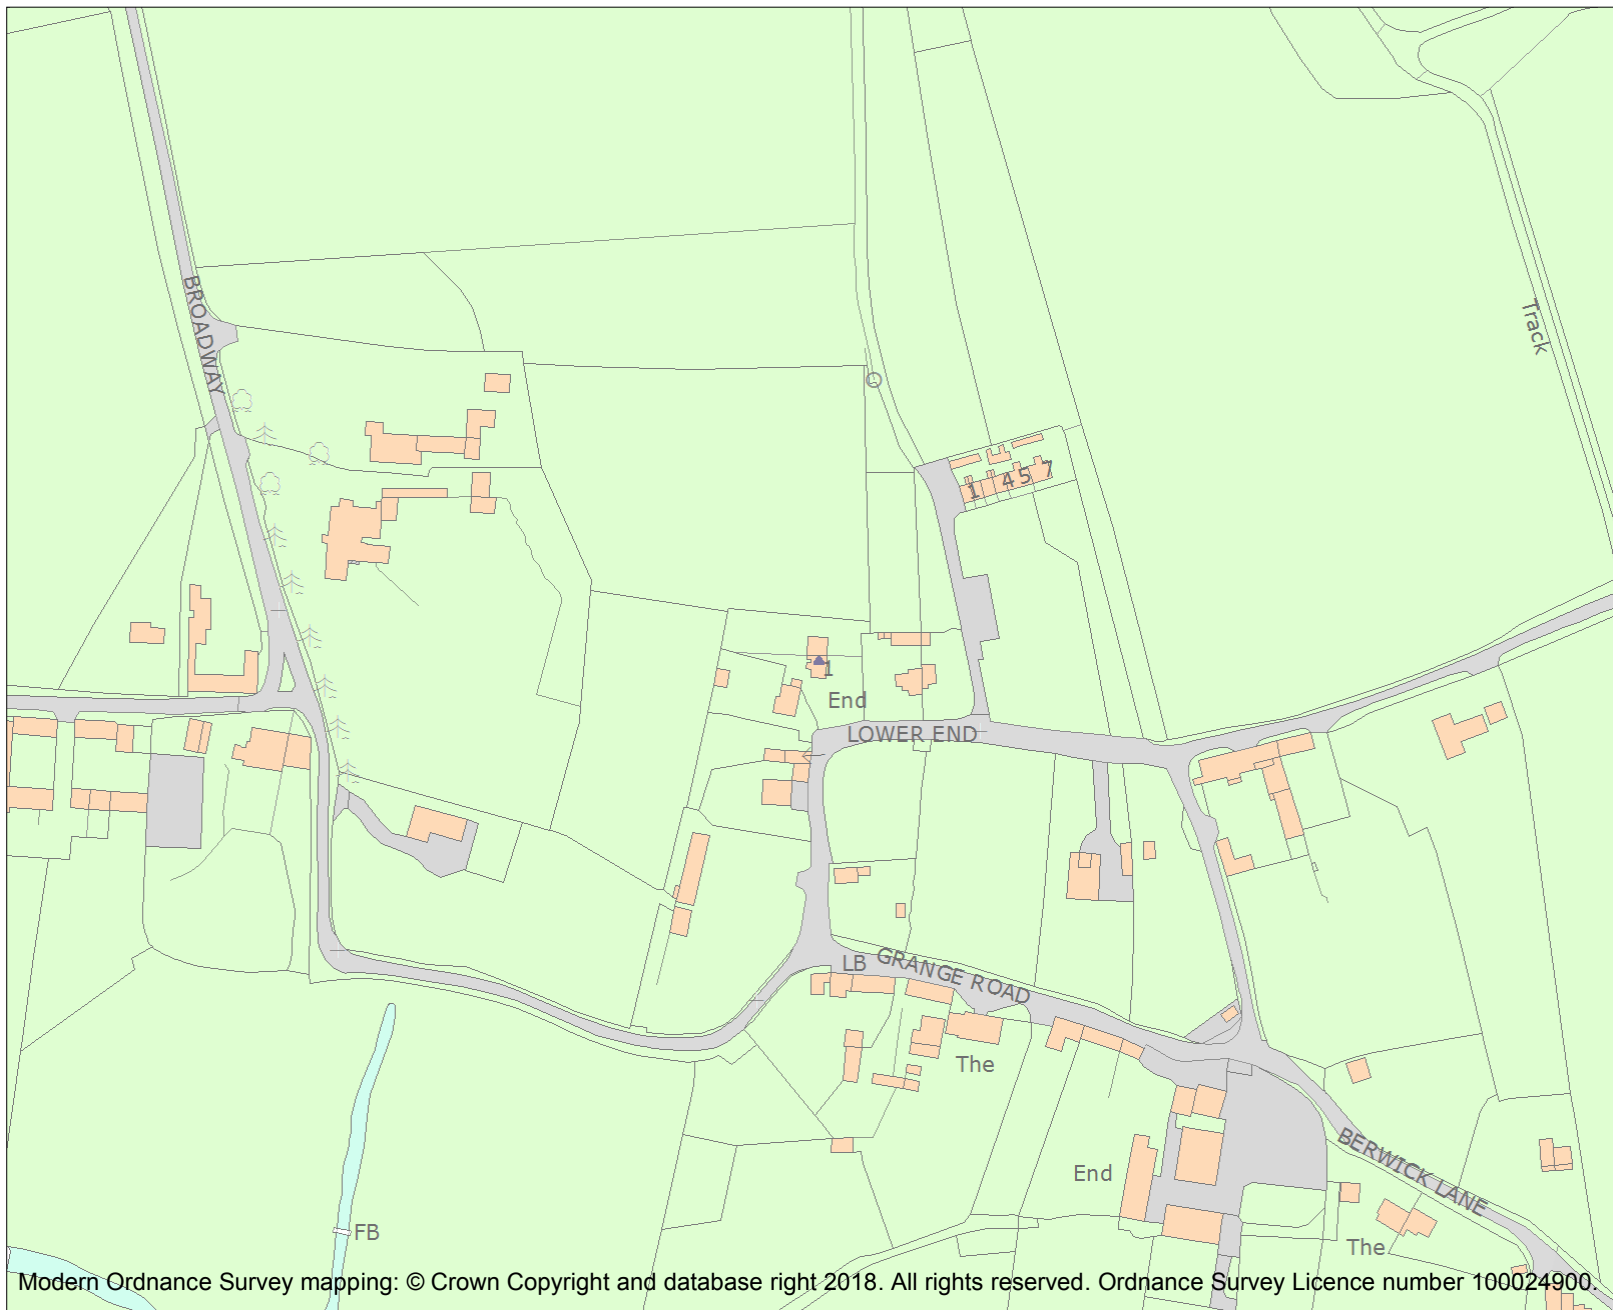 BROADWAY
Track
1 4 5 7
1
End
LOWER END
LB
GRANGE ROAD
The
End
BERWICK LANE
FB
The
Modern Ordnance Survey mapping: © Crown Copyright and database right 2018. All rights reserved. Ordnance Survey Licence number 100024900.